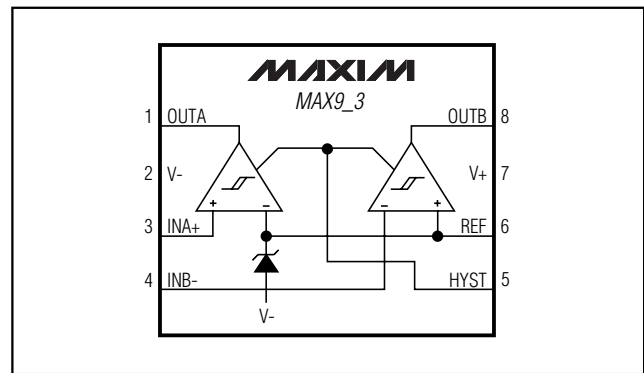 MAXIM
MAX9_3
1 OUTA
OUTB 8
2 V-
V+ 7
+ -
- +
3 INA+
REF 6
4 INB-
HYST 5
V-